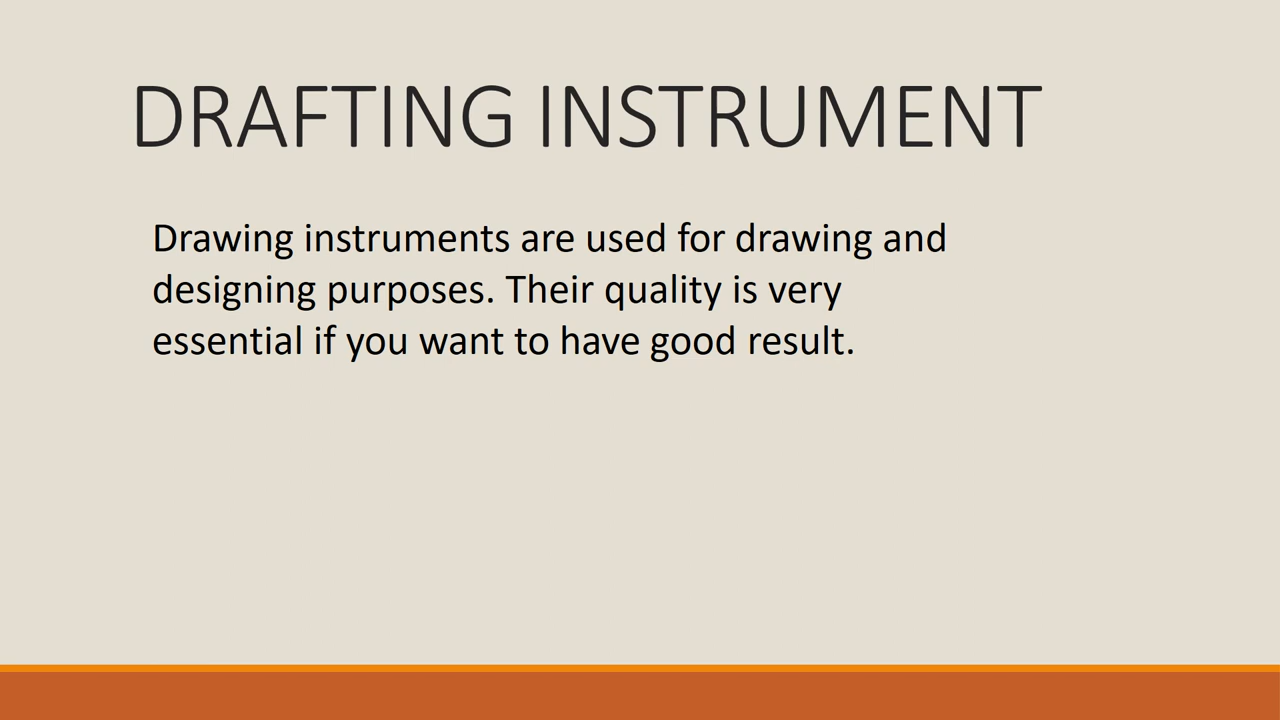 DRAFTING INSTRUMENT
Drawing instruments are used for drawing and
designing purposes. Their quality is very
essential if you want to have good result.